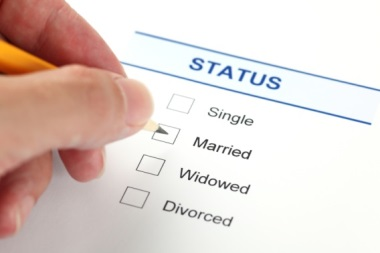 STATUS
Single
Married
Widowed
Divorced